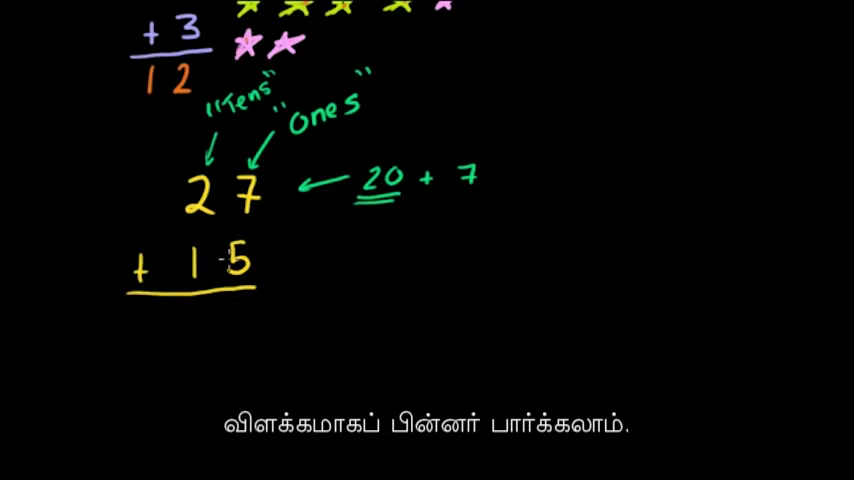 + 3
12
"Tens"
"ones"
27
20 + 7
+ 15
விளக்கமாகப் பின்னர் பார்க்கலாம்.